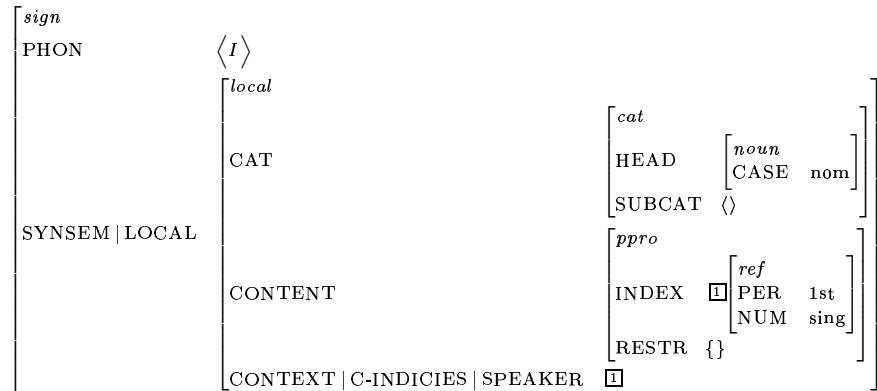 sign
PHON ⟨I⟩
local
cat
CAT HEAD noun
CASE nom
SUBCAT ⟨⟩
SYNSEM | LOCAL
ppro
ref
CONTENT INDEX 1 PER 1st
NUM sing
RESTR {}
CONTEXT | C-INDICIES | SPEAKER 1